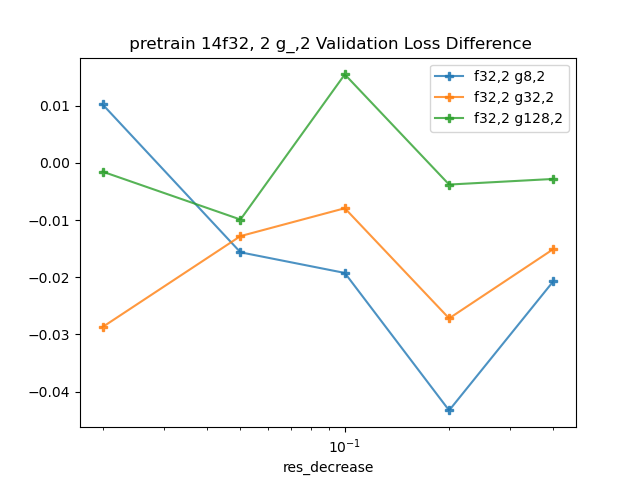 pretrain 14f32, 2 g_,2 Validation Loss Difference
f32,2 g8,2
f32,2 g32,2
f32,2 g128,2
0.01
0.00
−0.01
−0.02
−0.03
−0.04
10⁻¹
res_decrease